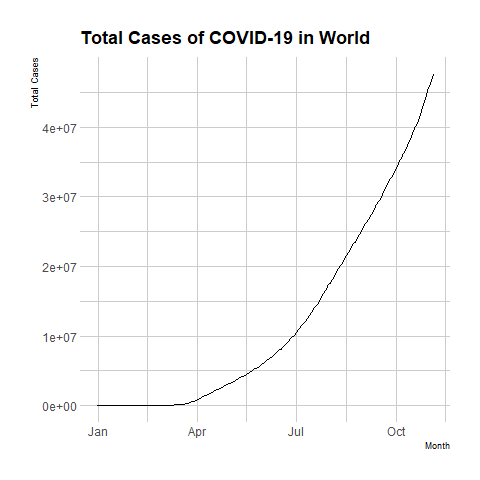 Total Cases of COVID-19 in World
Total Cases
4e+07
3e+07
2e+07
1e+07
0e+00
Jan Apr Jul Oct
Month